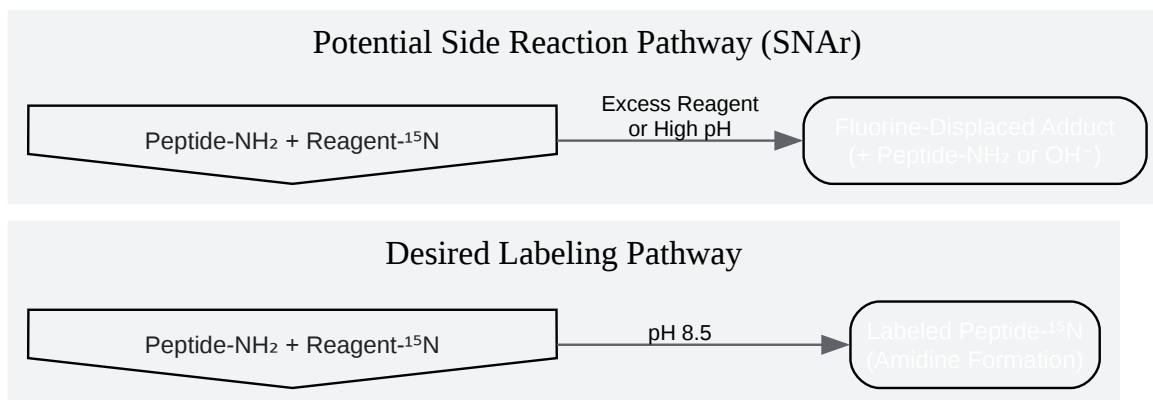 Potential Side Reaction Pathway (SNAr)
Peptide-NH₂ + Reagent-¹⁵N
Excess Reagent
or High pH
Fluorine-Displaced Adduct
(+ Peptide-NH₂ or OH⁻)
Desired Labeling Pathway
Peptide-NH₂ + Reagent-¹⁵N
pH 8.5
Labeled Peptide-¹⁵N
(Amidine Formation)